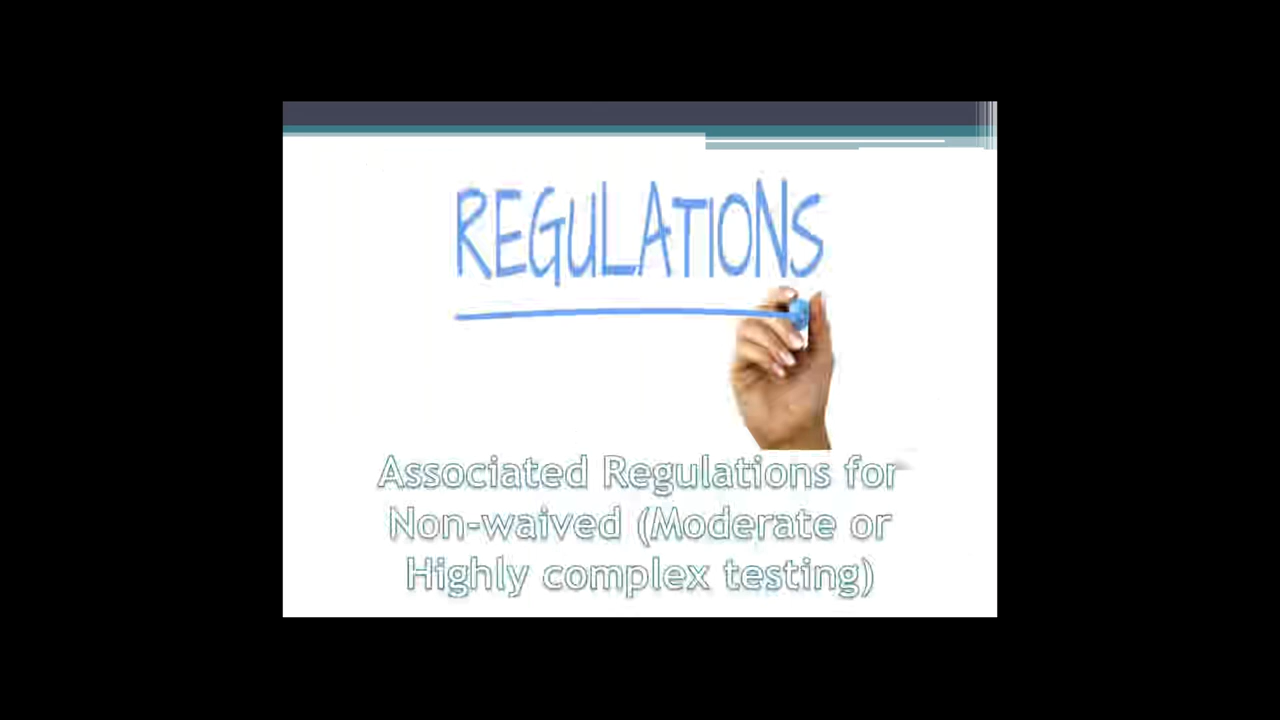 REGULATIONS
Associated Regulations for
Non-waived (Moderate or
Highly complex testing)